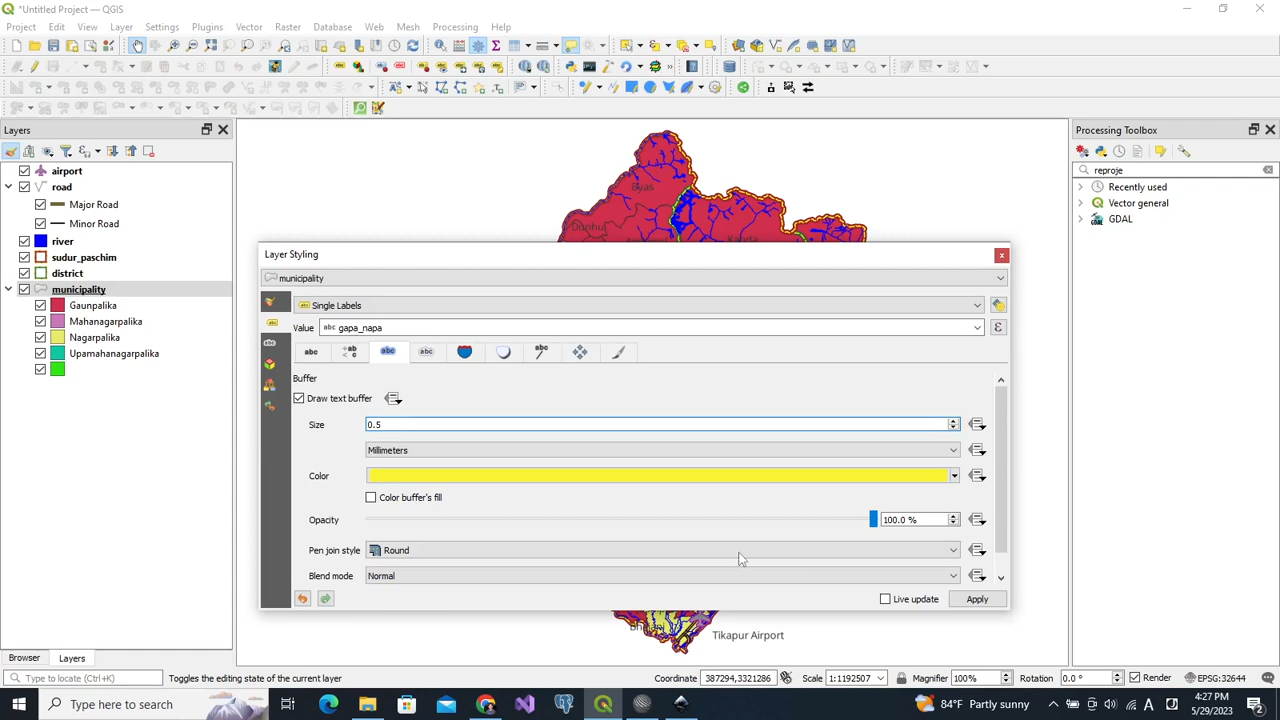 *Untitled Project — QGIS
Project Edit View Layer Settings Plugins Vector Raster Database Web Mesh Processing Help
Layers
Processing Toolbox
airport
road
Major Road
Minor Road
river
sudur_paschim
district
municipality
Gaunpalika
Mahanagarpalika
Nagarpalika
Upamahanagarpalika
Byas
Layer Styling
municipality
Single Labels
Value abc gapa_napa
Buffer
Draw text buffer
Size 0.5
Millimeters
Color
Color buffer's fill
Opacity 100.0 %
Pen join style Round
Blend mode Normal
Live update Apply
Tikapur Airport
reproje
Recently used
Vector general
GDAL
Browser Layers
Type to locate (Ctrl+K)
Toggles the editing state of the current layer
Coordinate 387294,3321286
Scale 1:1192507
Magnifier 100%
Rotation 0.0 °
Render
EPSG:32644
Type here to search
84°F Partly sunny
4:27 PM
5/29/2023